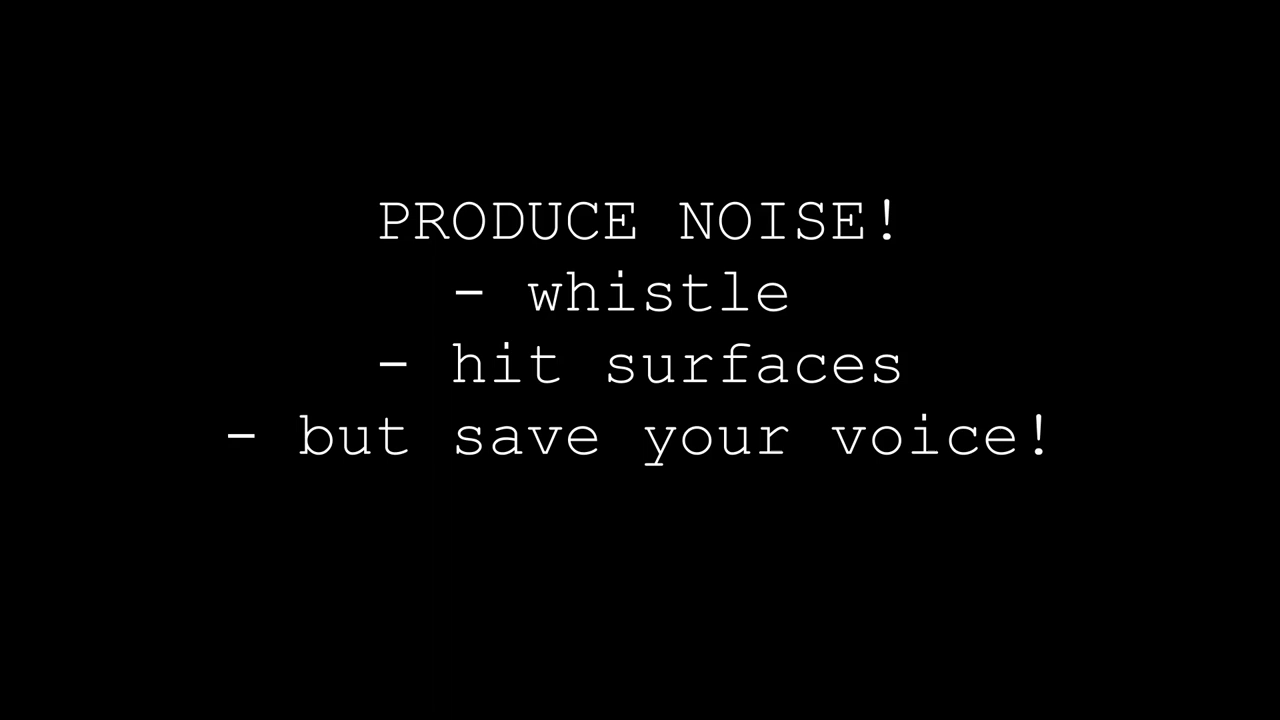 PRODUCE NOISE!
- whistle
- hit surfaces
- but save your voice!